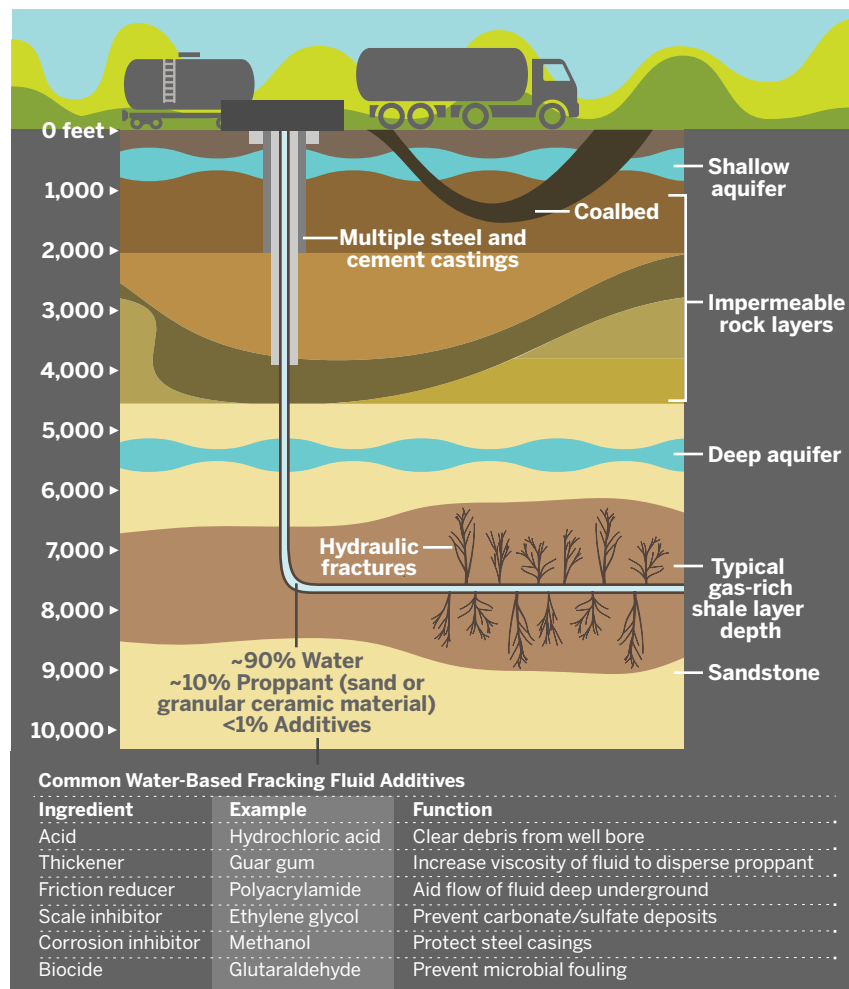 0 feet
Shallow
aquifer
1,000
Coalbed
Multiple steel and
cement castings
2,000
3,000
Impermeable
rock layers
4,000
5,000
Deep aquifer
6,000
7,000
Hydraulic
fractures
Typical
gas-rich
shale layer
depth
8,000
9,000
~90% Water
~10% Proppant (sand or
granular ceramic material)
<1% Additives
Sandstone
10,000
Common Water-Based Fracking Fluid Additives
Ingredient Example Function
Acid Hydrochloric acid Clear debris from well bore
Thickener Guar gum Increase viscosity of fluid to disperse proppant
Friction reducer Polyacrylamide Aid flow of fluid deep underground
Scale inhibitor Ethylene glycol Prevent carbonate/sulfate deposits
Corrosion inhibitor Methanol Protect steel casings
Biocide Glutaraldehyde Prevent microbial fouling